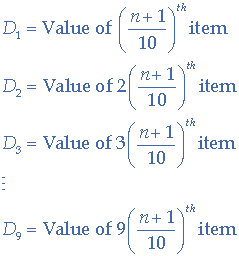 D₁ = Value of ((n + 1)/10)ᵗʰ item
D₂ = Value of 2((n + 1)/10)ᵗʰ item
D₃ = Value of 3((n + 1)/10)ᵗʰ item
⋮
D₉ = Value of 9((n + 1)/10)ᵗʰ item